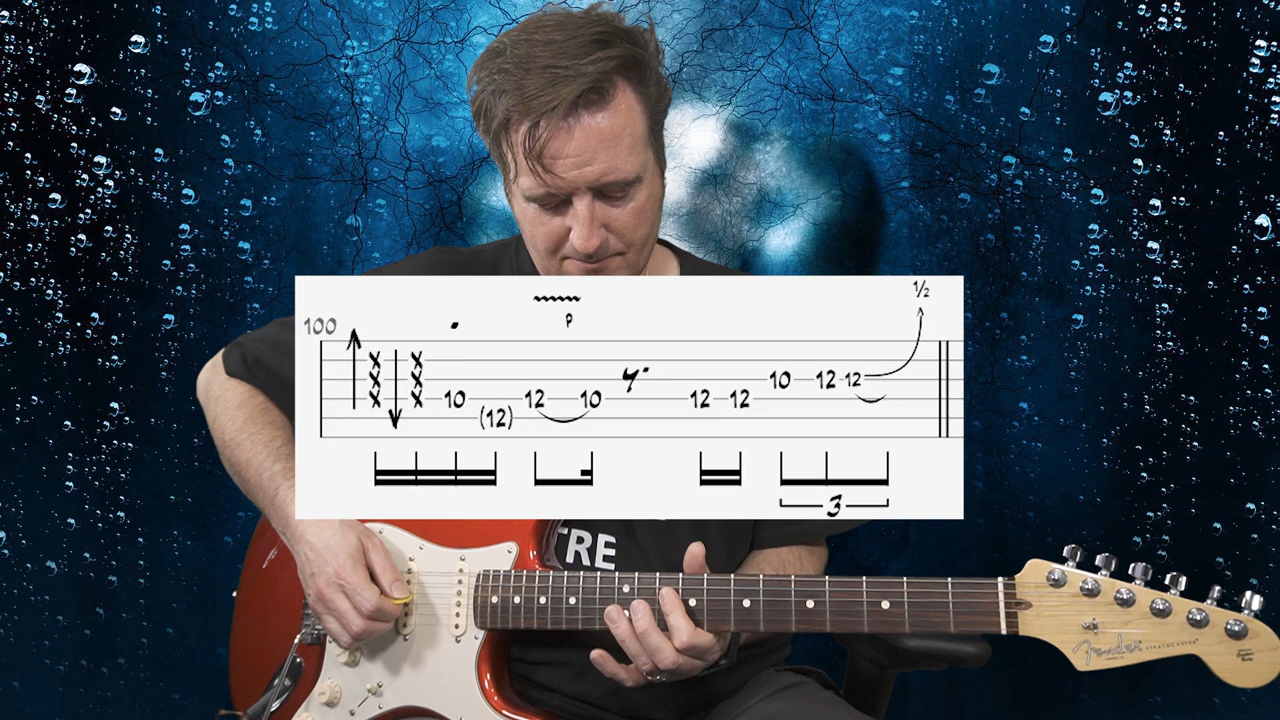 ½
P
100
X X
X X 10 12 12
X X 10 12 10 12 12
(12)
3
TRE
Fender STRATOCASTER